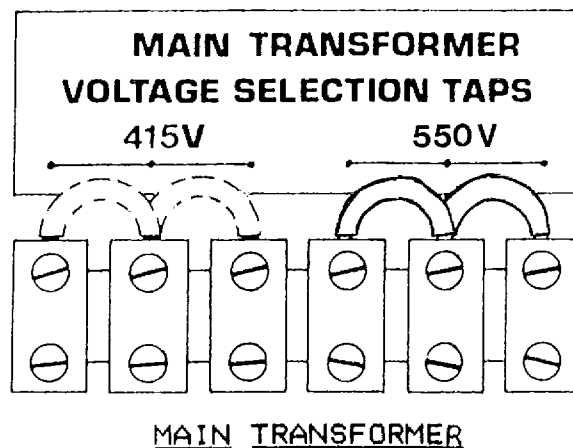 MAIN TRANSFORMER
VOLTAGE SELECTION TAPS
415V
550V
MAIN TRANSFORMER